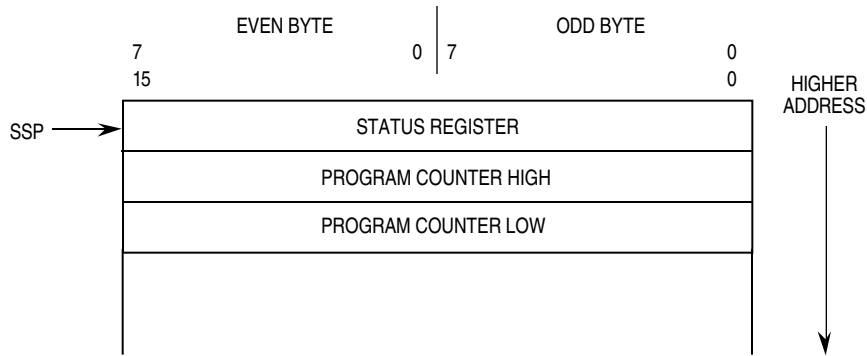 EVEN BYTE ODD BYTE
7 0 7 0
15 0
HIGHER
ADDRESS
SSP STATUS REGISTER
PROGRAM COUNTER HIGH
PROGRAM COUNTER LOW